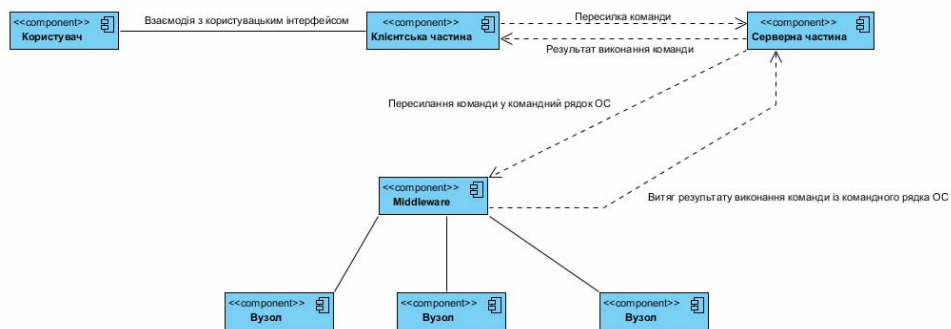 Взаємодія з користувацьким інтерфейсом
Пересилка команди
<<component>>
Користувач
<<component>>
Клієнтська частина
<<component>>
Серверна частина
Результат виконання команди
Пересилання команди у командний рядок ОС
<<component>>
Middleware
Витяг результату виконання команди із командного рядка ОС
<<component>>
Вузол
<<component>>
Вузол
<<component>>
Вузол